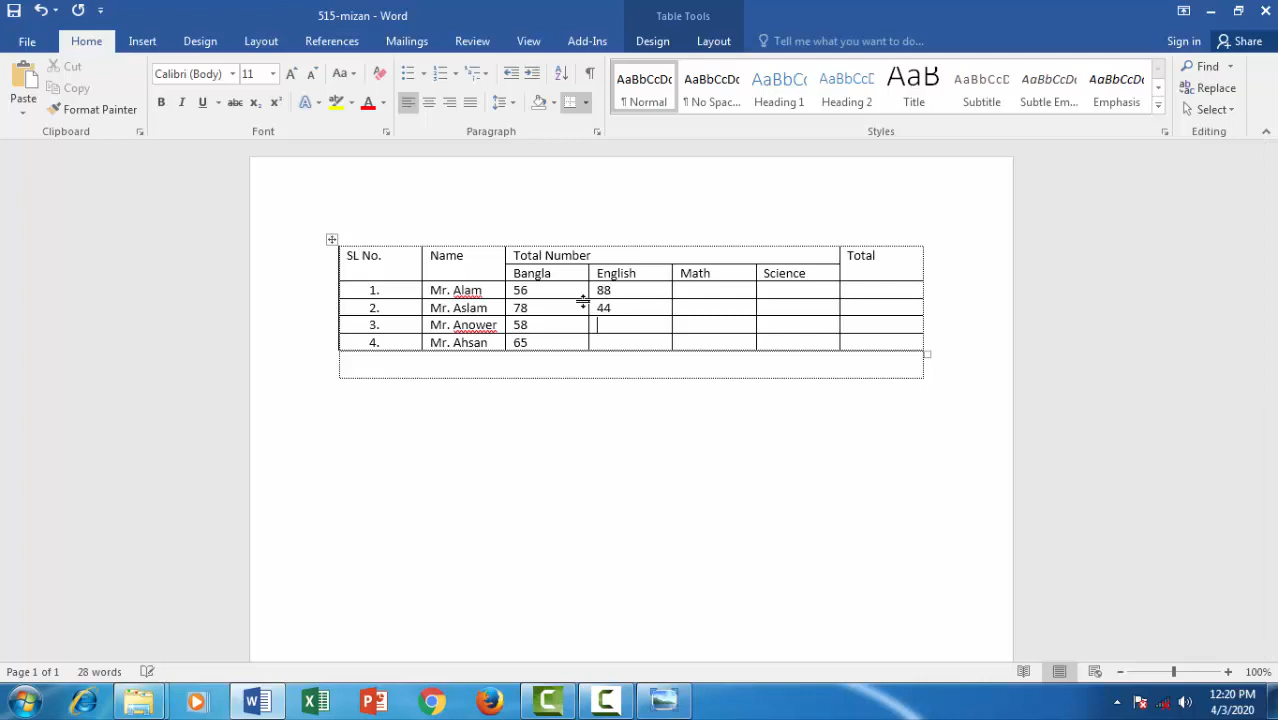 515-mizan - Word
Table Tools
File Home Insert Design Layout References Mailings Review View Add-Ins Design Layout Tell me what you want to do... Sign in Share
Paste
Cut
Copy
Format Painter
Calibri (Body) 11 Aa
B I U abc x₂ x² A A
AaBbCcDc AaBbCcDc AaBbCc AaBbCcD AaB AaBbCcD AaBbCcDc AaBbCcDc
¶ Normal ¶ No Spac... Heading 1 Heading 2 Title Subtitle Subtle Em... Emphasis
Find
Replace
Select
Clipboard Font Paragraph Styles Editing
SL No. Name Total Number Total
Bangla English Math Science
1. Mr. Alam 56 88
2. Mr. Aslam 78 44
3. Mr. Anower 58
4. Mr. Ahsan 65
Page 1 of 1 28 words 100%
12:20 PM
4/3/2020